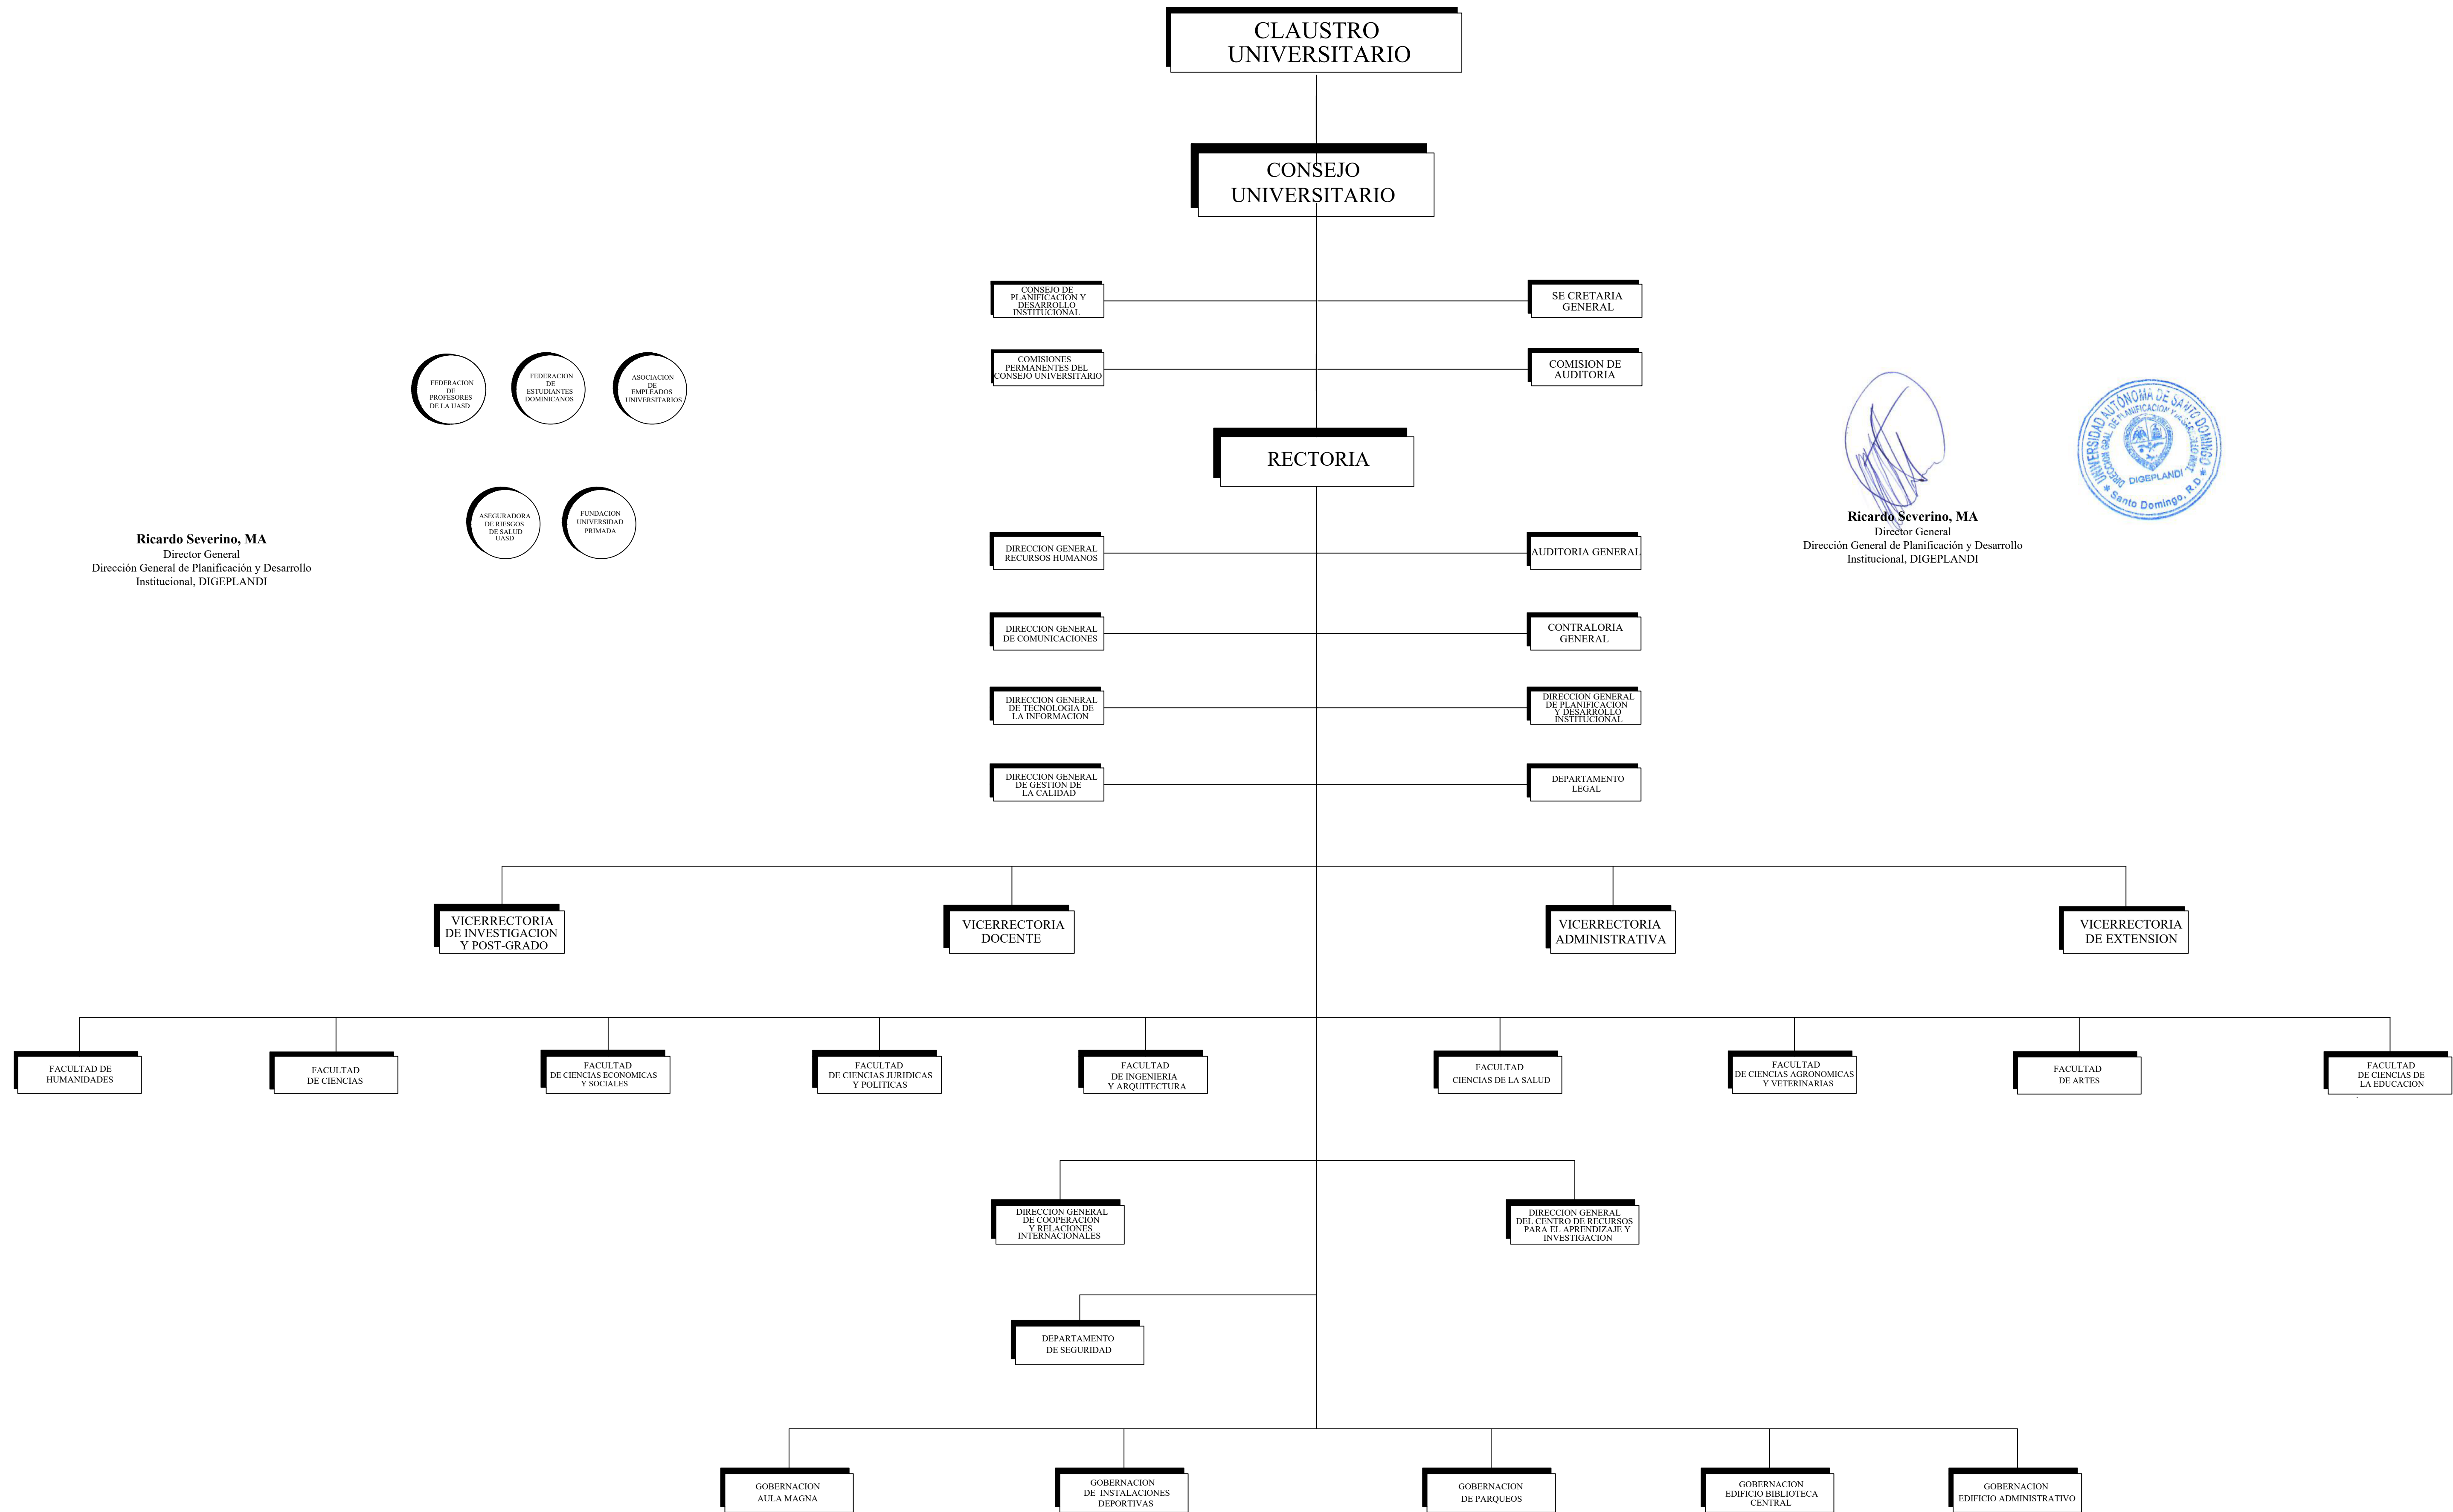 CLAUSTRO
UNIVERSITARIO
CONSEJO
UNIVERSITARIO
CONSEJO DE
PLANIFICACION Y
DESARROLLO
INSTITUCIONAL
SE CRETARIA
GENERAL
COMISIONES
PERMANENTES DEL
CONSEJO UNIVERSITARIO
COMISION DE
AUDITORIA
FEDERACION
DE
PROFESORES
DE LA UASD
FEDERACION
DE
ESTUDIANTES
DOMINICANOS
ASOCIACION
DE
EMPLEADOS
UNIVERSITARIOS
RECTORIA
ASEGURADORA
DE RIESGOS
DE SALUD
UASD
FUNDACION
UNIVERSIDAD
PRIMADA
Ricardo Severino, MA
Director General
Dirección General de Planificación y Desarrollo
Institucional, DIGEPLANDI
UNIVERSIDAD AUTÓNOMA DE SANTO DOMINGO
DIRECCION GRAL DE PLANIFICACION Y DESARROLLO INST.
DIGEPLANDI
* Santo Domingo, R.D *
Ricardo Severino, MA
Director General
Dirección General de Planificación y Desarrollo
Institucional, DIGEPLANDI
DIRECCION GENERAL
RECURSOS HUMANOS
AUDITORIA GENERAL
DIRECCION GENERAL
DE COMUNICACIONES
CONTRALORIA
GENERAL
DIRECCION GENERAL
DE TECNOLOGIA DE
LA INFORMACION
DIRECCION GENERAL
DE PLANIFICACION
Y DESARROLLO
INSTITUCIONAL
DIRECCION GENERAL
DE GESTION DE
LA CALIDAD
DEPARTAMENTO
LEGAL
VICERRECTORIA
DE INVESTIGACION
Y POST-GRADO
VICERRECTORIA
DOCENTE
VICERRECTORIA
ADMINISTRATIVA
VICERRECTORIA
DE EXTENSION
FACULTAD DE
HUMANIDADES
FACULTAD
DE CIENCIAS
FACULTAD
DE CIENCIAS ECONOMICAS
Y SOCIALES
FACULTAD
DE CIENCIAS JURIDICAS
Y POLITICAS
FACULTAD
DE INGENIERIA
Y ARQUITECTURA
FACULTAD
CIENCIAS DE LA SALUD
FACULTAD
DE CIENCIAS AGRONOMICAS
Y VETERINARIAS
FACULTAD
DE ARTES
FACULTAD
DE CIENCIAS DE
LA EDUCACION
DIRECCION GENERAL
DE COOPERACION
Y RELACIONES
INTERNACIONALES
DIRECCION GENERAL
DEL CENTRO DE RECURSOS
PARA EL APRENDIZAJE Y
INVESTIGACION
DEPARTAMENTO
DE SEGURIDAD
GOBERNACION
AULA MAGNA
GOBERNACION
DE INSTALACIONES
DEPORTIVAS
GOBERNACION
DE PARQUEOS
GOBERNACION
EDIFICIO BIBLIOTECA
CENTRAL
GOBERNACION
EDIFICIO ADMINISTRATIVO